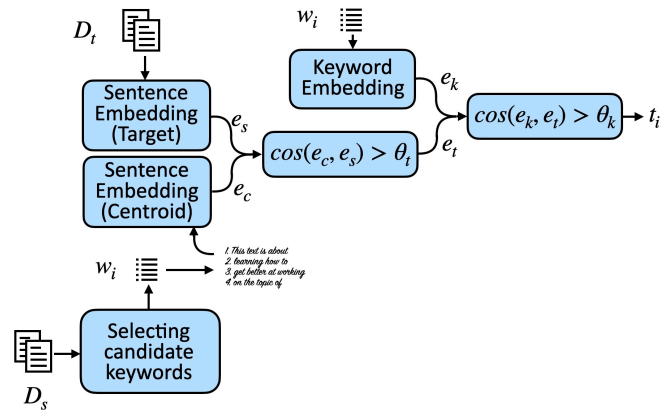 D_t
w_i
Sentence
Embedding
(Target)
Keyword
Embedding
e_k
cos(e_k, e_t) > θ_k
t_i
e_s
cos(e_c, e_s) > θ_t
e_t
Sentence
Embedding
(Centroid)
e_c
w_i
1. This text is about
2. learning how to
3. get better at working
4. on the topic of
Selecting
candidate
keywords
D_s